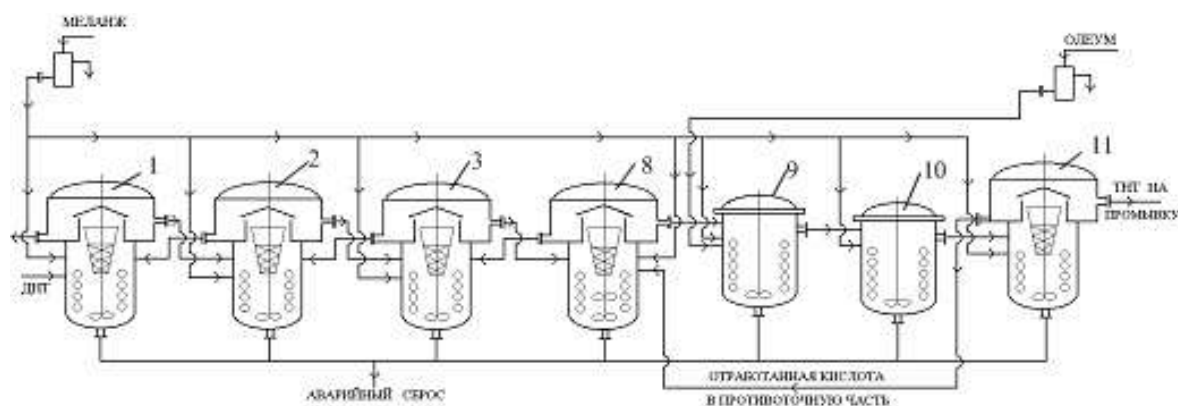 МЕЛАНЖ
ОЛЕУМ
1
2
3
8
9
10
11
ТНТ НА
ПРОМЫВКУ
ДНТ
АВАРИЙНЫЙ СБРОС
ОТРАБОТАННАЯ КИСЛОТА
В ПРОТИВОТОЧНУЮ ЧАСТЬ